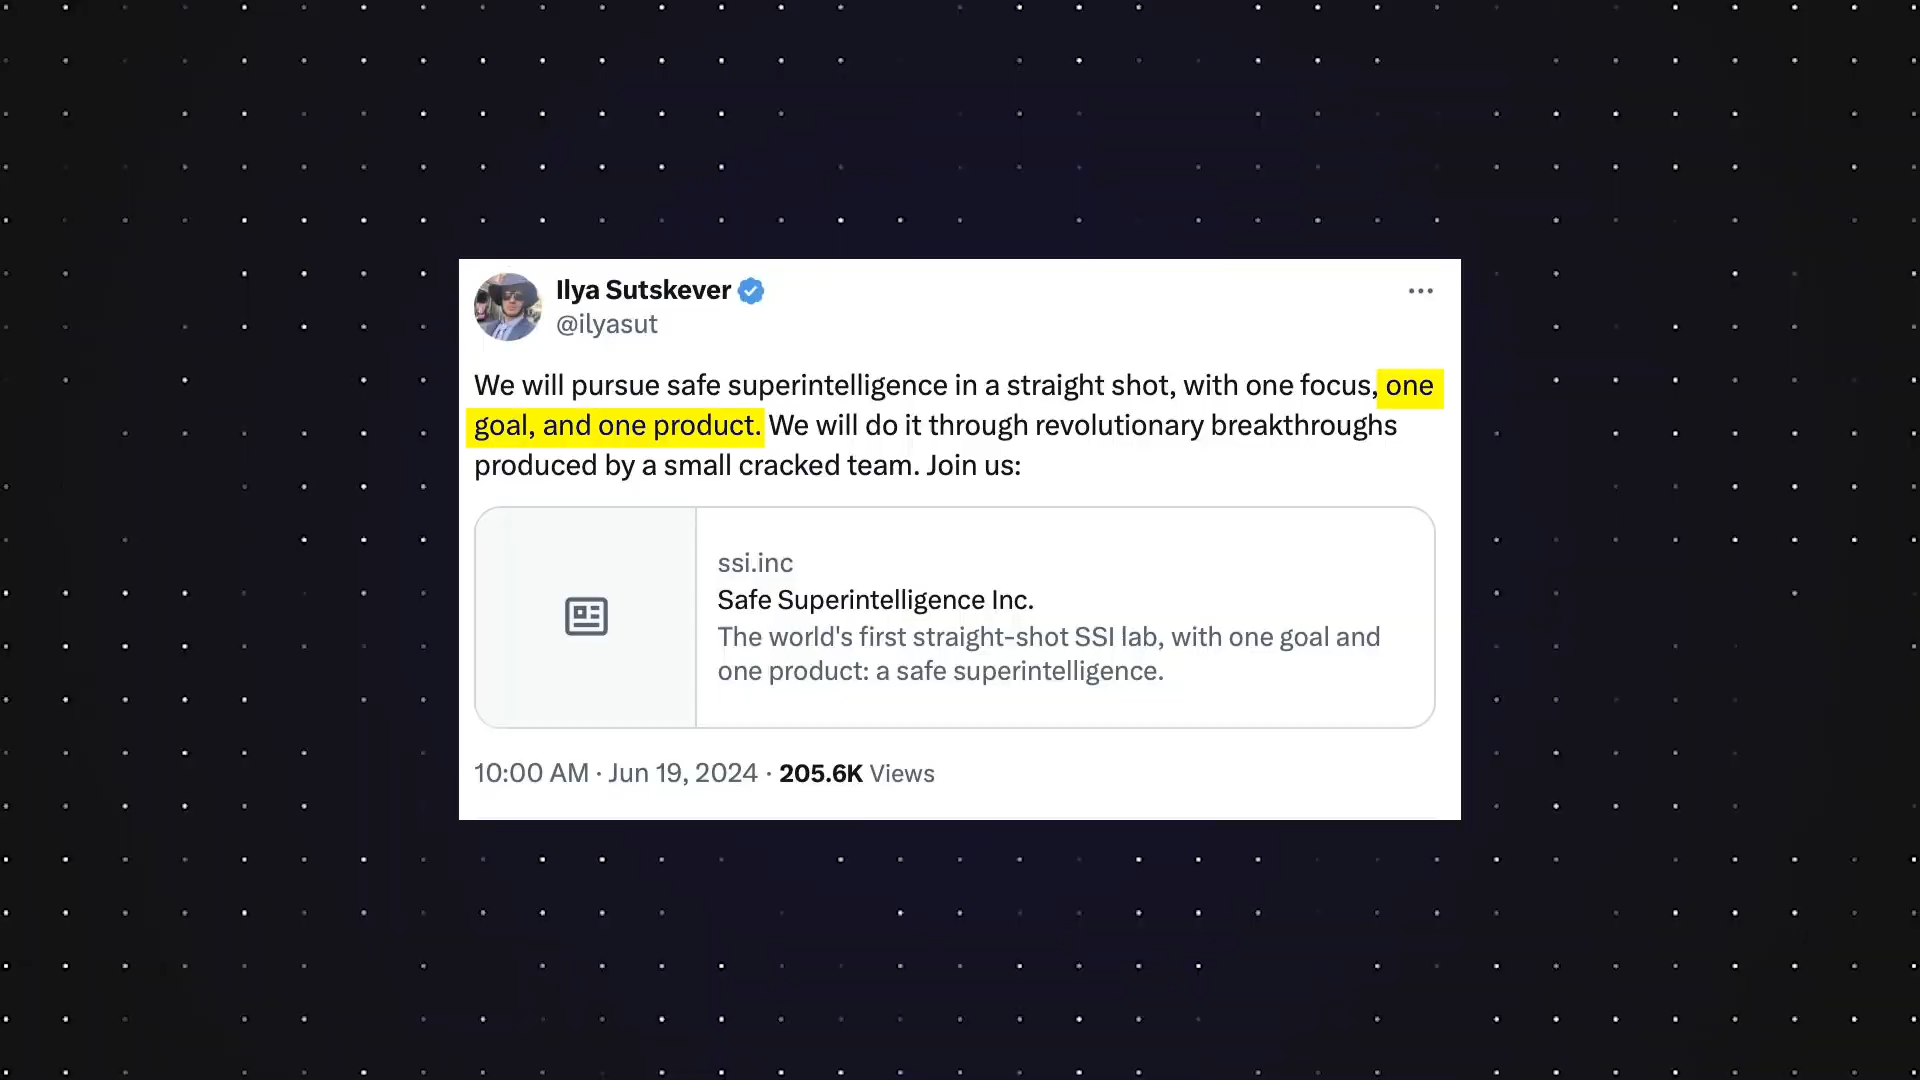 Ilya Sutskever
@ilyasut
We will pursue safe superintelligence in a straight shot, with one focus, one
goal, and one product. We will do it through revolutionary breakthroughs
produced by a small cracked team. Join us:
ssi.inc
Safe Superintelligence Inc.
The world's first straight-shot SSI lab, with one goal and
one product: a safe superintelligence.
10:00 AM · Jun 19, 2024 · 205.6K Views